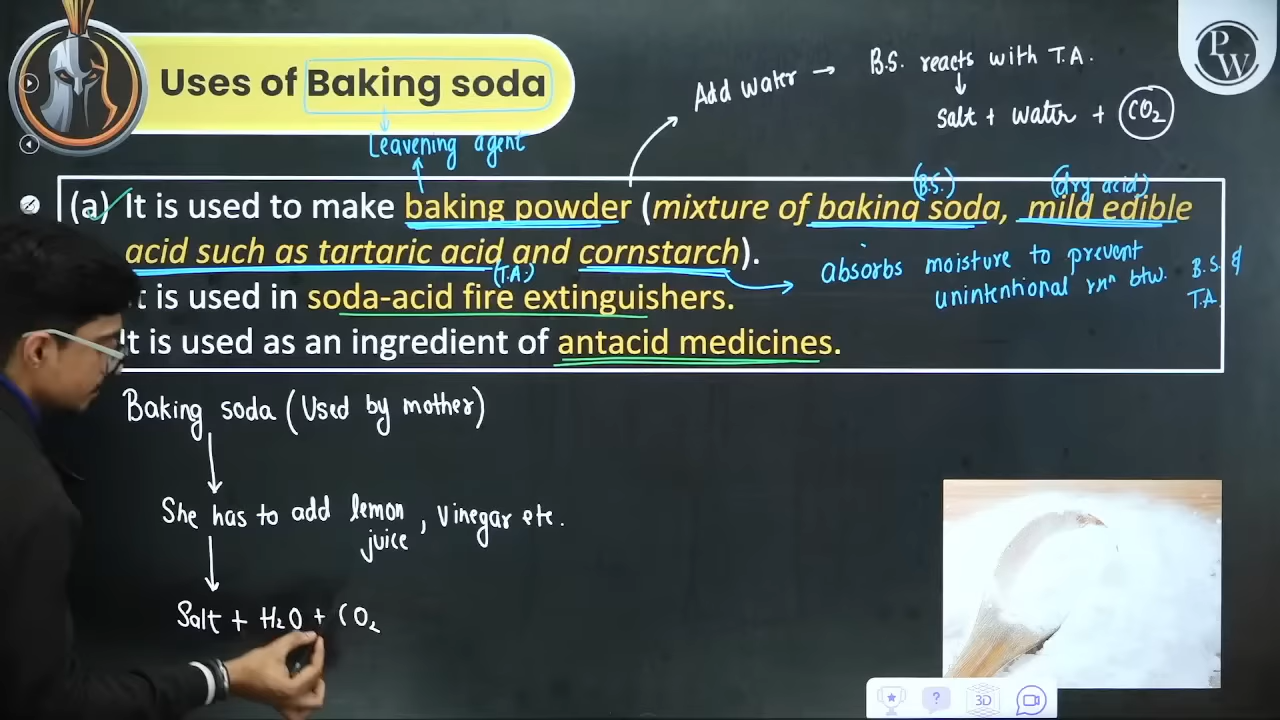 Uses of Baking soda
Leavening agent
Add water → B.S. reacts with T.A.
Salt + water + CO₂
PW
(a) It is used to make baking powder (mixture of baking soda, mild edible
(B.S.) (dry acid)
acid such as tartaric acid and cornstarch).
(T.A.)
absorbs moisture to prevent
unintentional rxⁿ btw. B.S. &
T.A.
t is used in soda-acid fire extinguishers.
It is used as an ingredient of antacid medicines.
Baking soda (Used by mother)
She has to add lemon juice, vinegar etc.
Salt + H₂O + CO₂
3D